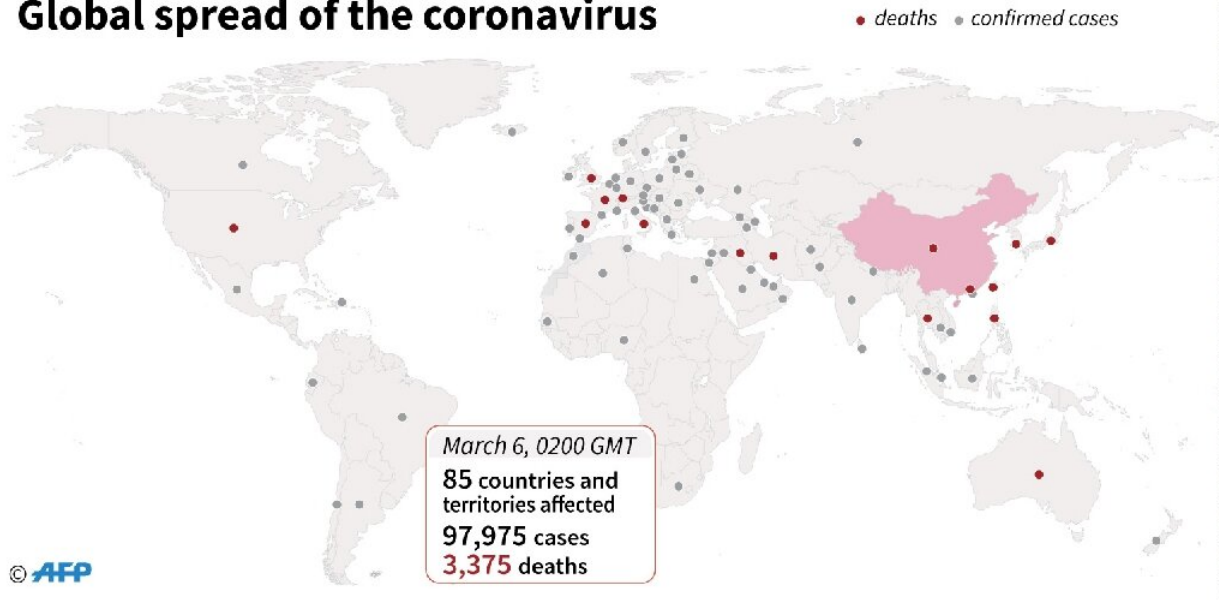 Global spread of the coronavirus
deaths confirmed cases
March 6, 0200 GMT
85 countries and
territories affected
97,975 cases
3,375 deaths
© AFP